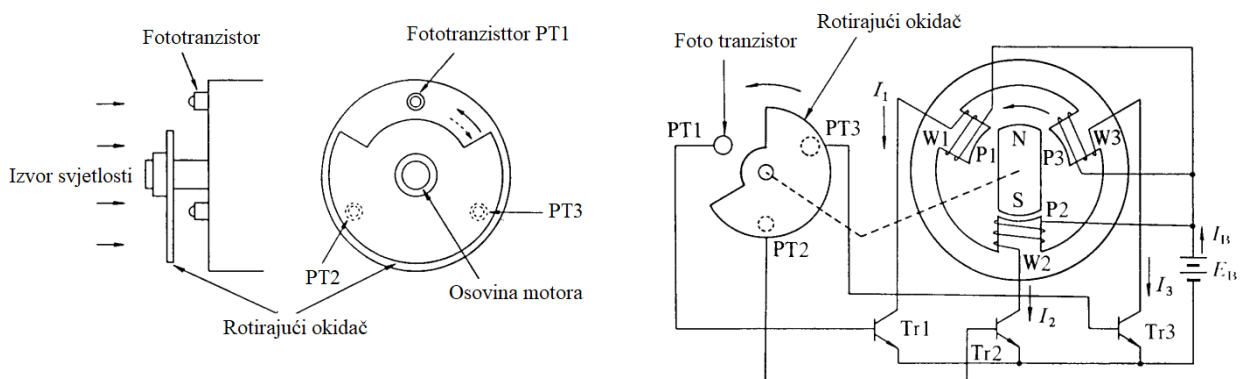 Fototranzistor
Fototranzisttor PT1
Izvor svjetlosti
PT2
PT3
Osovina motora
Rotirajući okidač
Rotirajući okidač
Foto tranzistor
PT1
PT3
PT2
I1
W1
P1
N
S
P3
W3
P2
W2
I2
I3
IB
EB
Tr1
Tr2
Tr3